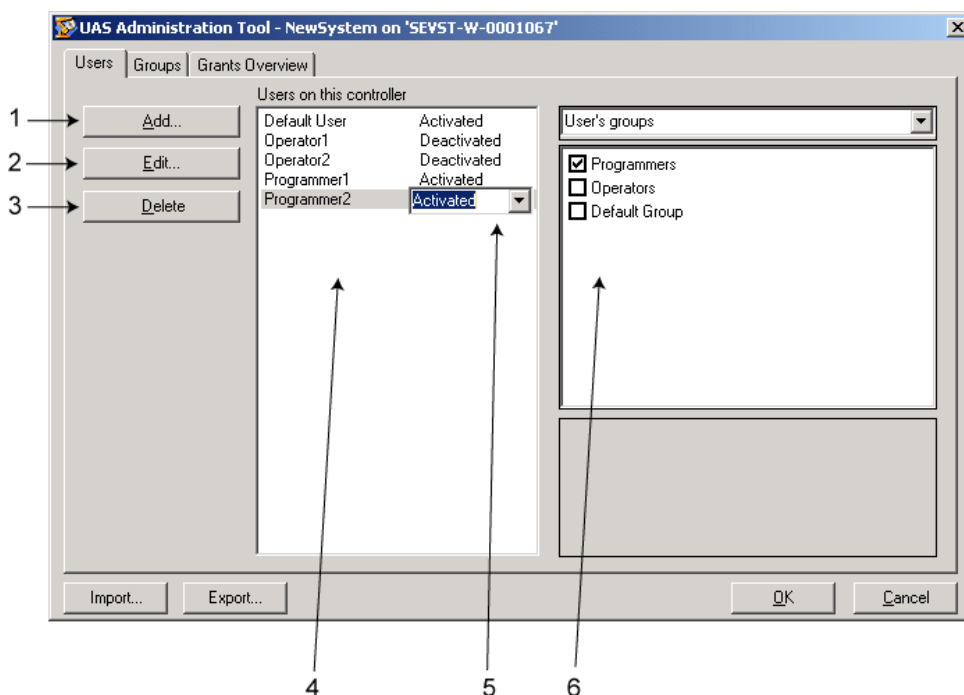 UAS Administration Tool - NewSystem on 'SEVST-W-0001067'
Users Groups Grants Overview
Users on this controller
1 Add...
2 Edit...
3 Delete
Default User Activated
Operator1 Deactivated
Operator2 Deactivated
Programmer1 Activated
Programmer2 Activated
User's groups
Programmers
Operators
Default Group
Import... Export... OK Cancel
4 5 6